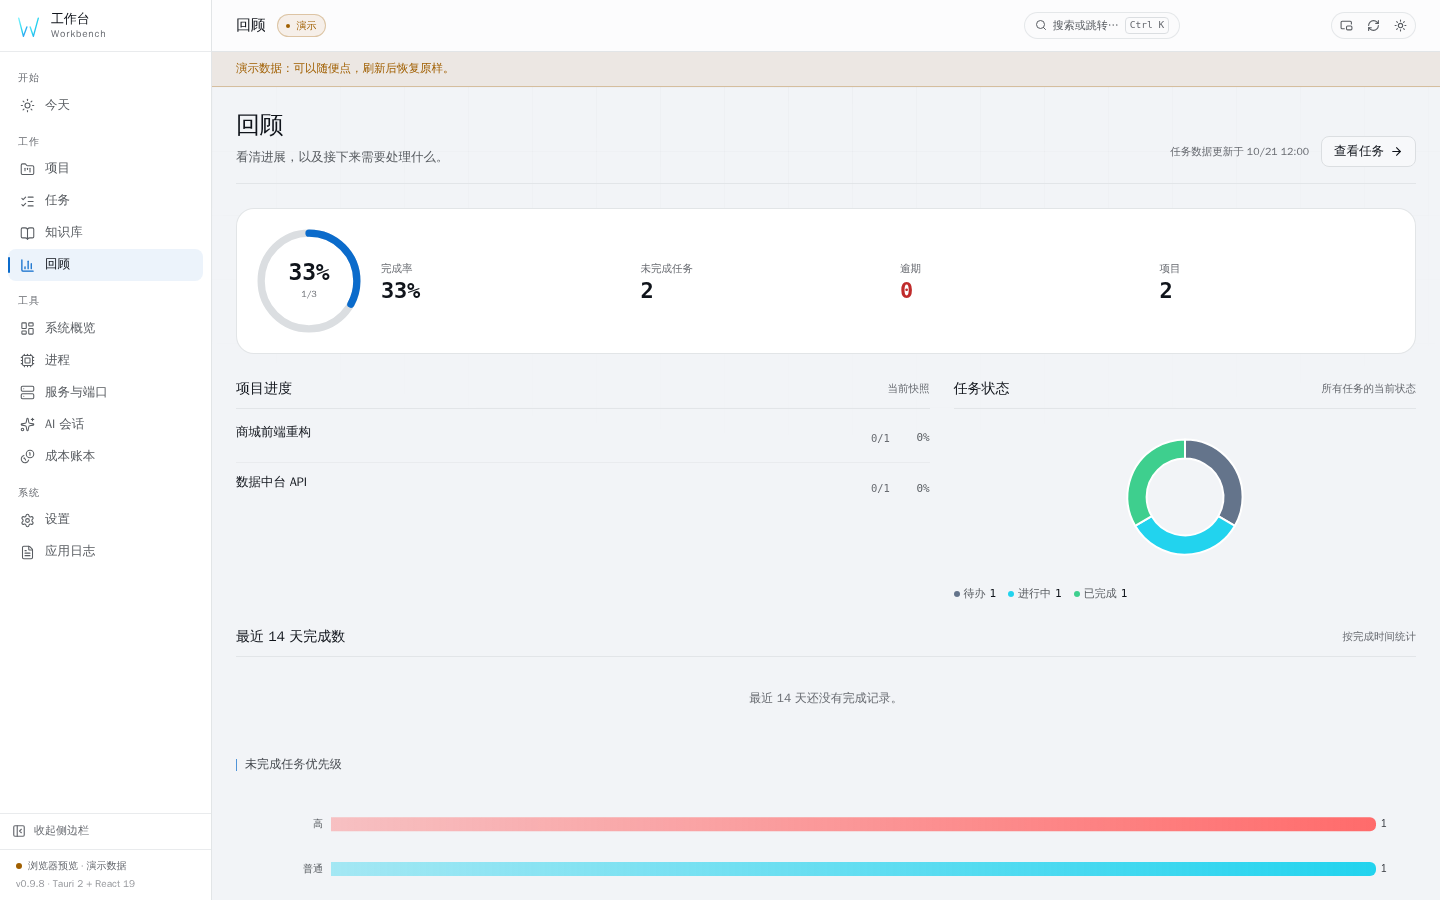 工作台
Workbench
开始
今天
工作
项目
任务
知识库
回顾
工具
系统概览
进程
服务与端口
AI 会话
成本账本
系统
设置
应用日志
收起侧边栏
浏览器预览 · 演示数据
v0.9.8 · Tauri 2 + React 19
回顾
演示
搜索或跳转… Ctrl K
演示数据：可以随便点，刷新后恢复原样。
回顾
看清进展，以及接下来需要处理什么。
任务数据更新于 10/21 12:00
查看任务
33%
1/3
完成率
33%
未完成任务
2
逾期
0
项目
2
项目进度
当前快照
商城前端重构
0/1 0%
数据中台 API
0/1 0%
任务状态
所有任务的当前状态
待办 1 进行中 1 已完成 1
最近 14 天完成数
按完成时间统计
最近 14 天还没有完成记录。
未完成任务优先级
高 1
普通 1